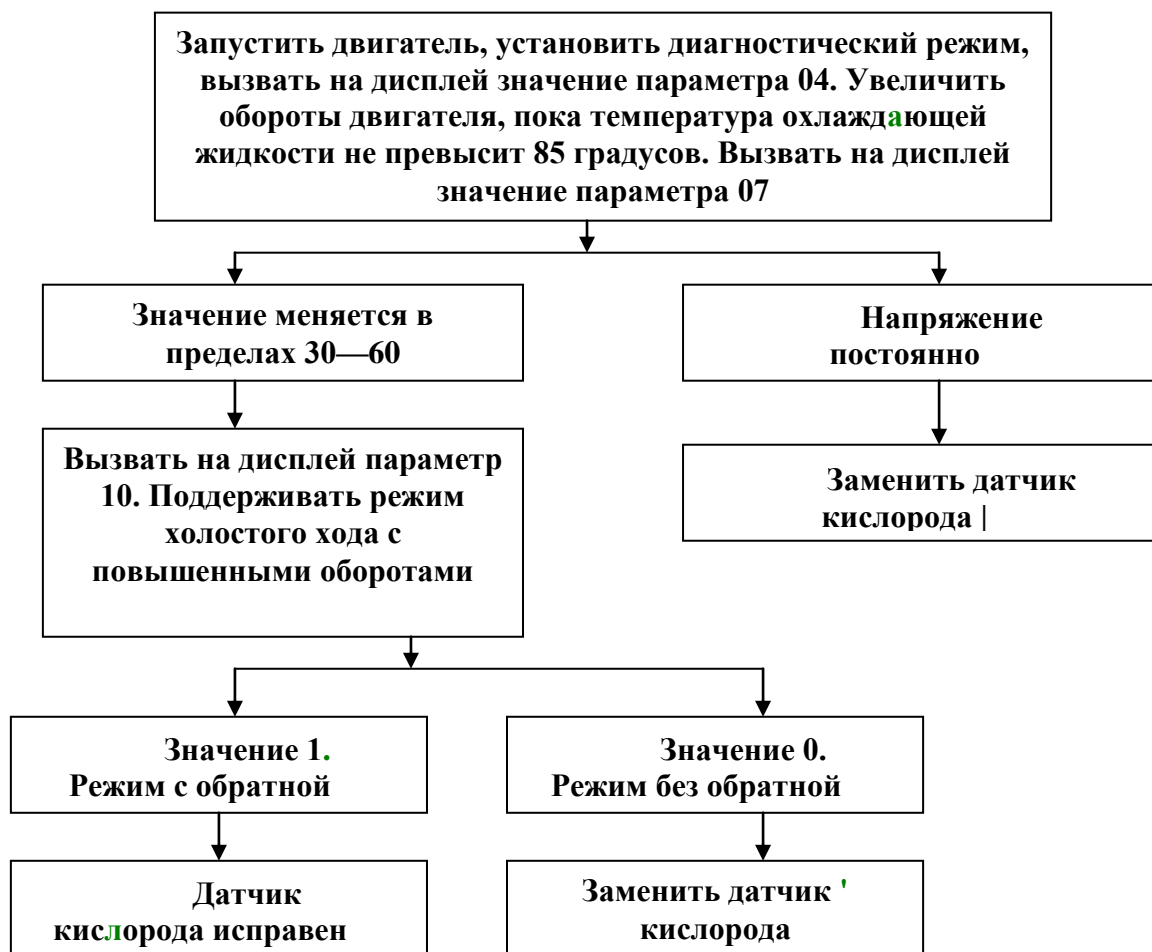 Запустить двигатель, установить диагностический режим,
вызвать на дисплей значение параметра 04. Увеличить
обороты двигателя, пока температура охлаждающей
жидкости не превысит 85 градусов. Вызвать на дисплей
значение параметра 07
Значение меняется в
пределах 30—60
Напряжение
постоянно
Вызвать на дисплей параметр
10. Поддерживать режим
холостого хода с
повышенными оборотами
Заменить датчик
кислорода |
Значение 1.
Режим с обратной
Значение 0.
Режим без обратной
Датчик
кислорода исправен
Заменить датчик '
кислорода